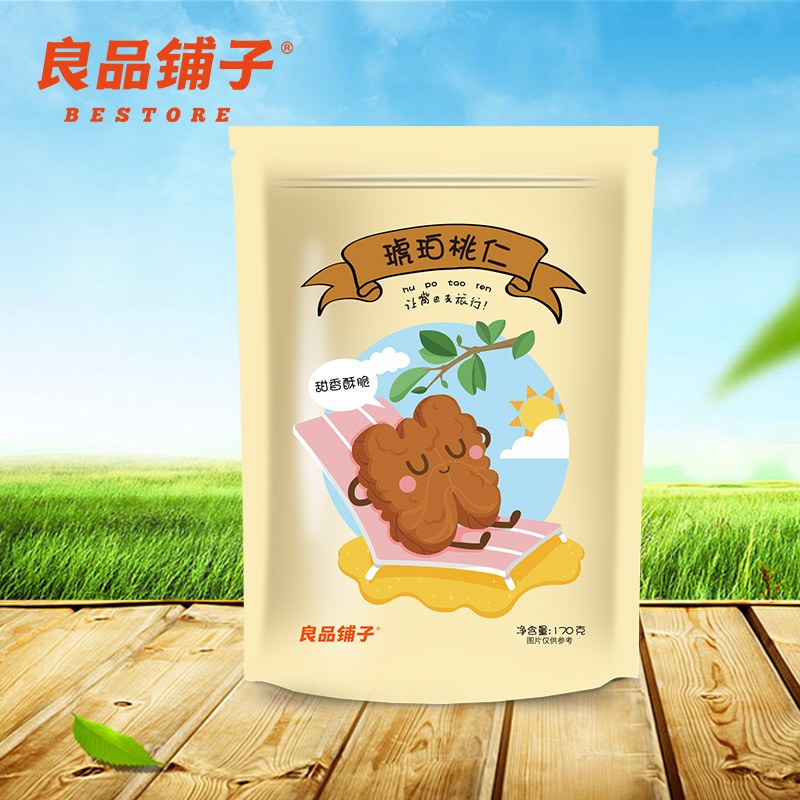 良品铺子®
BESTORE
琥珀桃仁
hu po tao ren
让嘴巴去旅行!
甜香酥脆
良品铺子®
净含量:170克
图片仅供参考